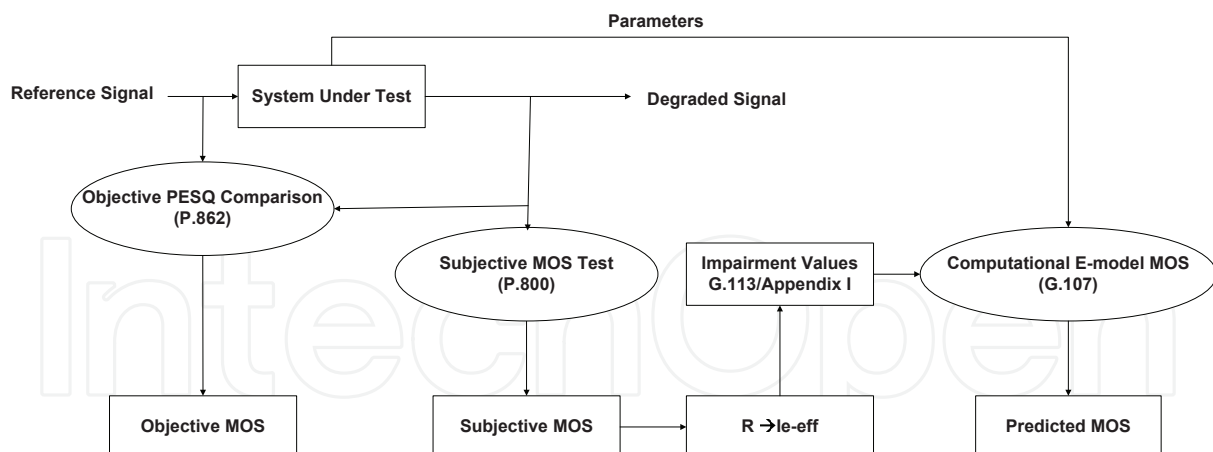 Parameters
Reference Signal
System Under Test
Degraded Signal
Objective PESQ Comparison
(P.862)
Subjective MOS Test
(P.800)
Impairment Values
G.113/Appendix I
Computational E-model MOS
(G.107)
IntechOpen
Objective MOS
Subjective MOS
R →Ie-eff
Predicted MOS